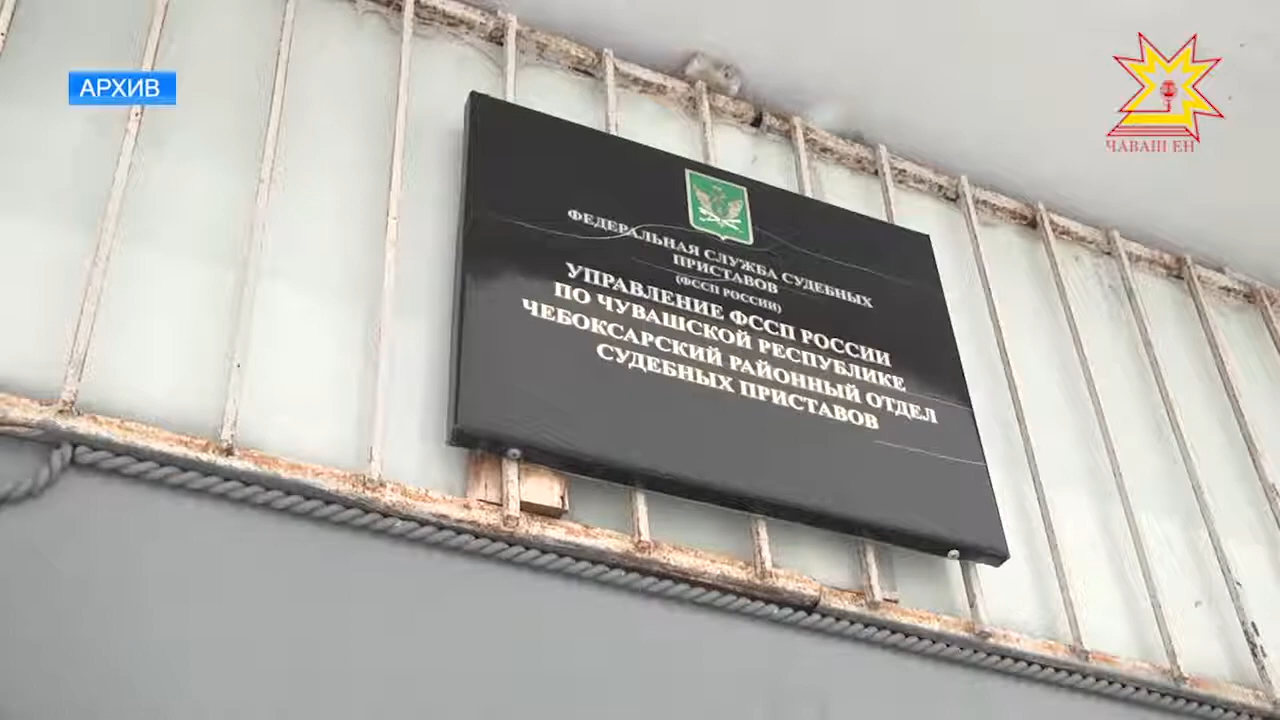 АРХИВ
ЧĂВАШ ЕН
ФЕДЕРАЛЬНАЯ СЛУЖБА СУДЕБНЫХ
ПРИСТАВОВ
(ФССП РОССИИ)
УПРАВЛЕНИЕ ФССП РОССИИ
ПО ЧУВАШСКОЙ РЕСПУБЛИКЕ
ЧЕБОКСАРСКИЙ РАЙОННЫЙ ОТДЕЛ
СУДЕБНЫХ ПРИСТАВОВ